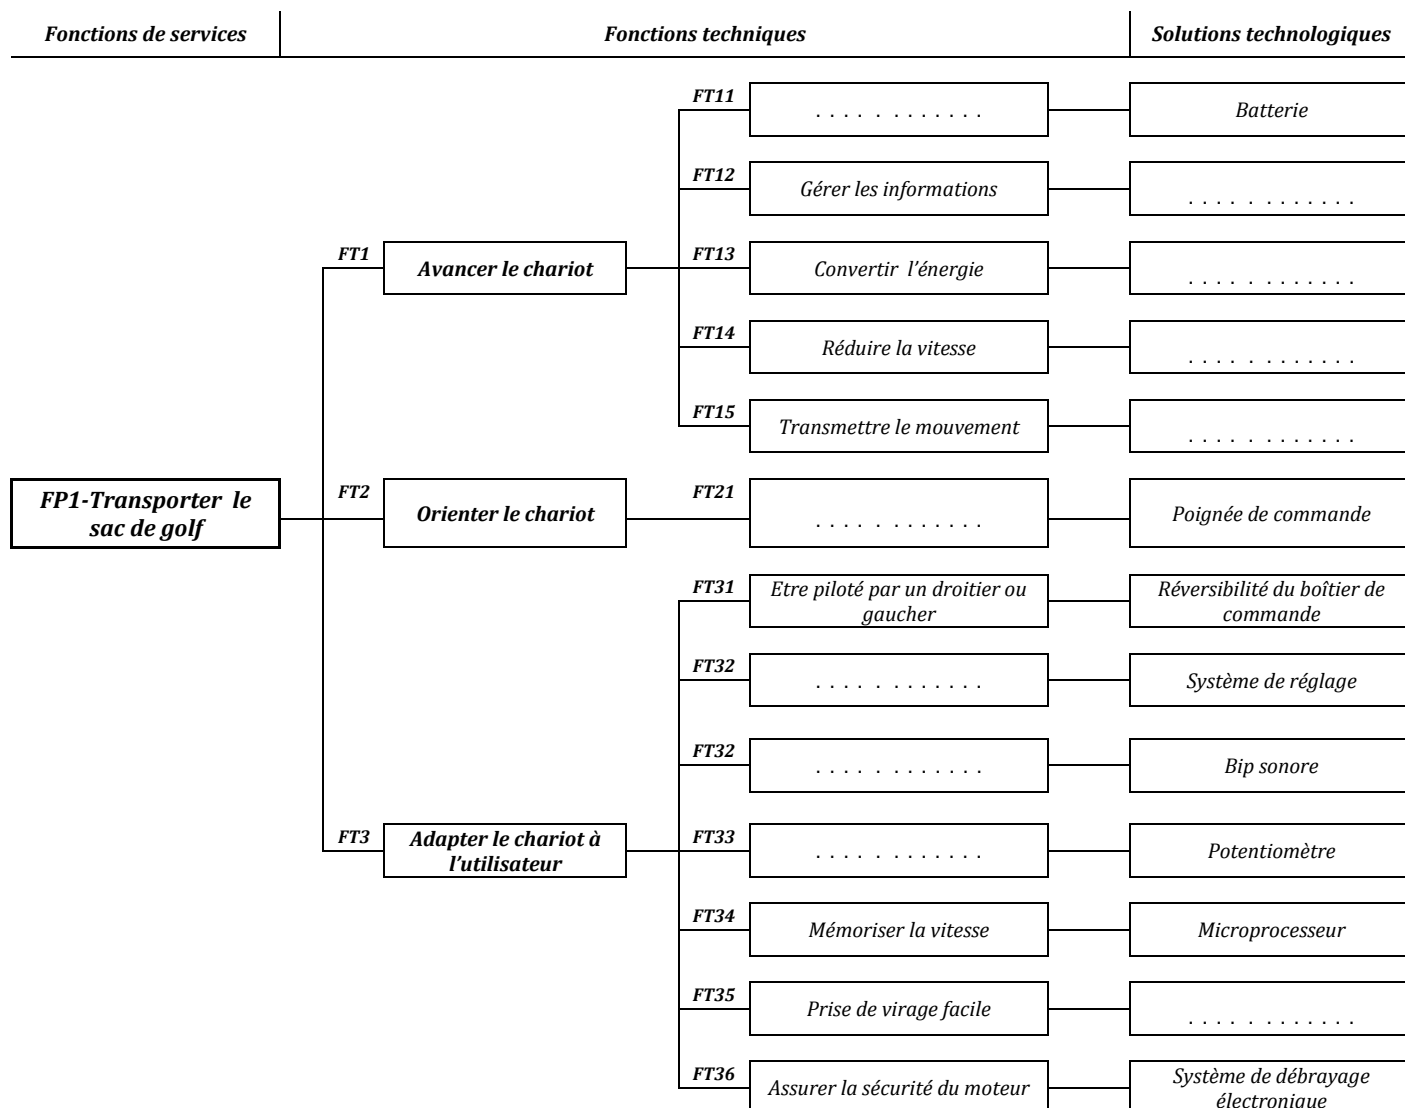 Fonctions de services
Fonctions techniques
Solutions technologiques
FT11
. . . . . . . . . . . . .
Batterie
FT12
Gérer les informations
. . . . . . . . . . . . .
FT1
Avancer le chariot
FT13
Convertir l’énergie
. . . . . . . . . . . . .
FT14
Réduire la vitesse
. . . . . . . . . . . . .
FT15
Transmettre le mouvement
. . . . . . . . . . . . .
FP1-Transporter le
sac de golf
FT2
Orienter le chariot
FT21
. . . . . . . . . . . . .
Poignée de commande
FT31
Etre piloté par un droitier ou
gaucher
Réversibilité du boîtier de
commande
FT32
. . . . . . . . . . . . .
Système de réglage
FT32
. . . . . . . . . . . . .
Bip sonore
FT3
Adapter le chariot à
l’utilisateur
FT33
. . . . . . . . . . . . .
Potentiomètre
FT34
Mémoriser la vitesse
Microprocesseur
FT35
Prise de virage facile
. . . . . . . . . . . . .
FT36
Assurer la sécurité du moteur
Système de débrayage
électronique